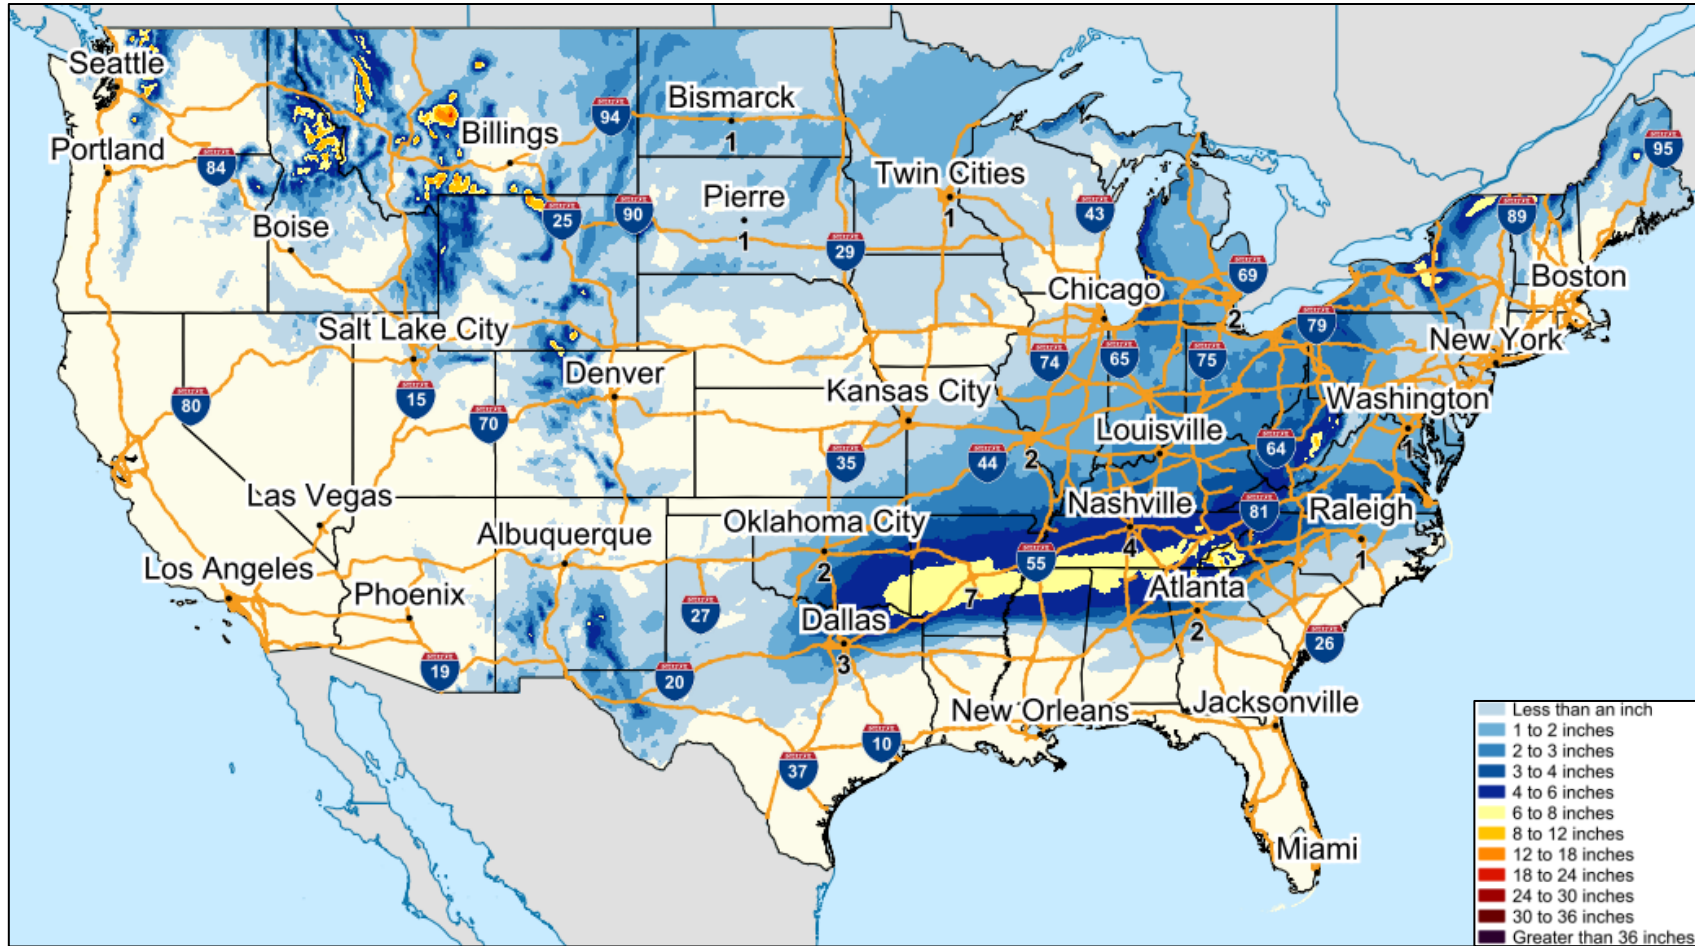 Seattle
Portland
84
Billings
94
Bismarck
1
Twin Cities
1
Pierre
1
25
90
29
43
95
89
Boise
Chicago
69
2
Boston
Salt Lake City
74
65
75
79
New York
Denver
80
15
70
Kansas City
35
44
2
Louisville
64
Washington
1
Las Vegas
Albuquerque
Oklahoma City
2
Nashville
4
81
Raleigh
1
Los Angeles
Phoenix
27
55
7
Atlanta
2
Dallas
3
26
19
20
New Orleans
Jacksonville
10
37
Miami
Less than an inch
1 to 2 inches
2 to 3 inches
3 to 4 inches
4 to 6 inches
6 to 8 inches
8 to 12 inches
12 to 18 inches
18 to 24 inches
24 to 30 inches
30 to 36 inches
Greater than 36 inches